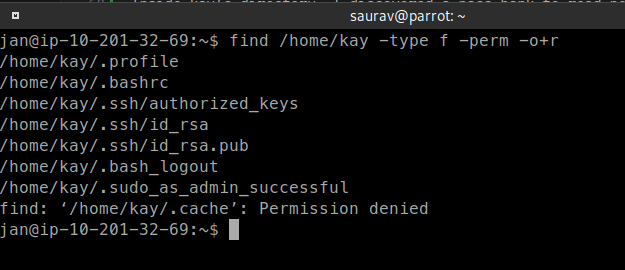 saurav@parrot: ~
jan@ip-10-201-32-69:~$ find /home/kay -type f -perm -o+r
/home/kay/.profile
/home/kay/.bashrc
/home/kay/.ssh/authorized_keys
/home/kay/.ssh/id_rsa
/home/kay/.ssh/id_rsa.pub
/home/kay/.bash_logout
/home/kay/.sudo_as_admin_successful
find: ‘/home/kay/.cache’: Permission denied
jan@ip-10-201-32-69:~$